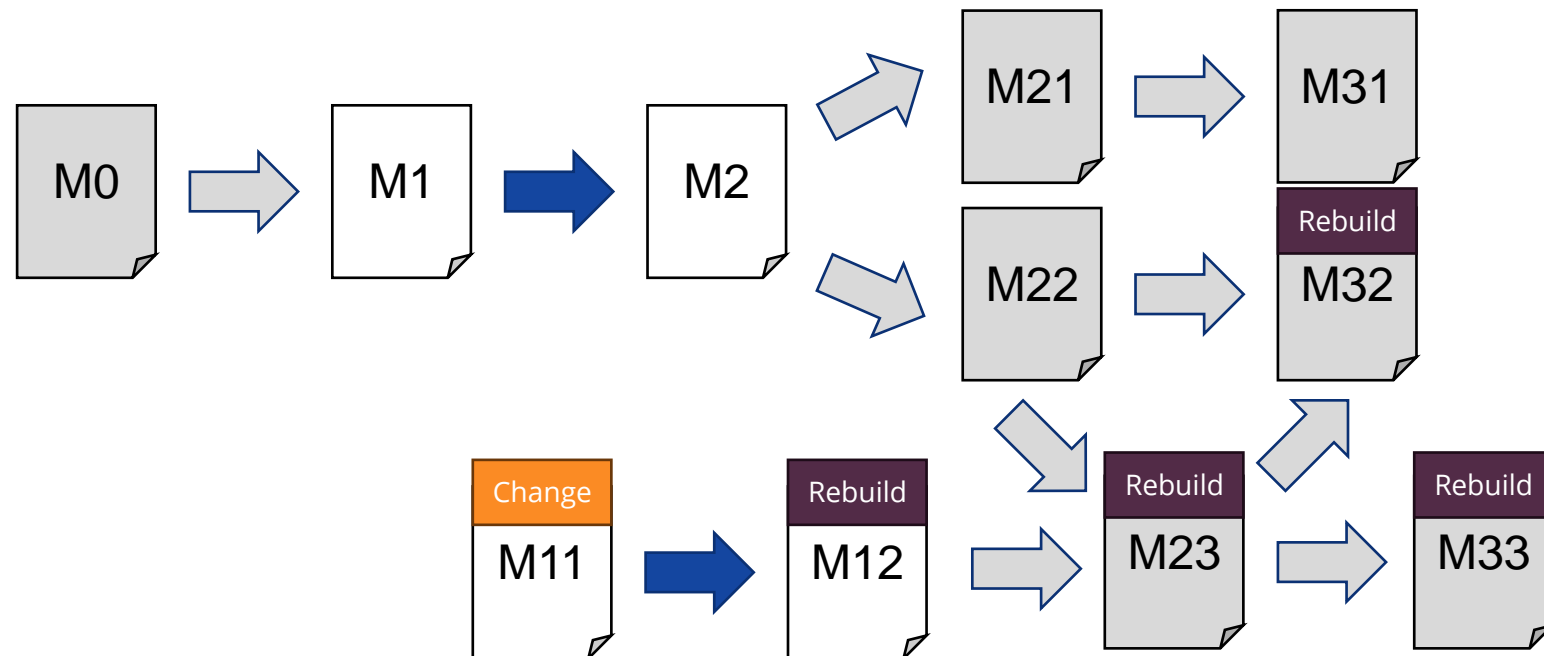 M21
M31
M0
M1
M2
Rebuild
M22
M32
Change
Rebuild
Rebuild
Rebuild
M11
M12
M23
M33